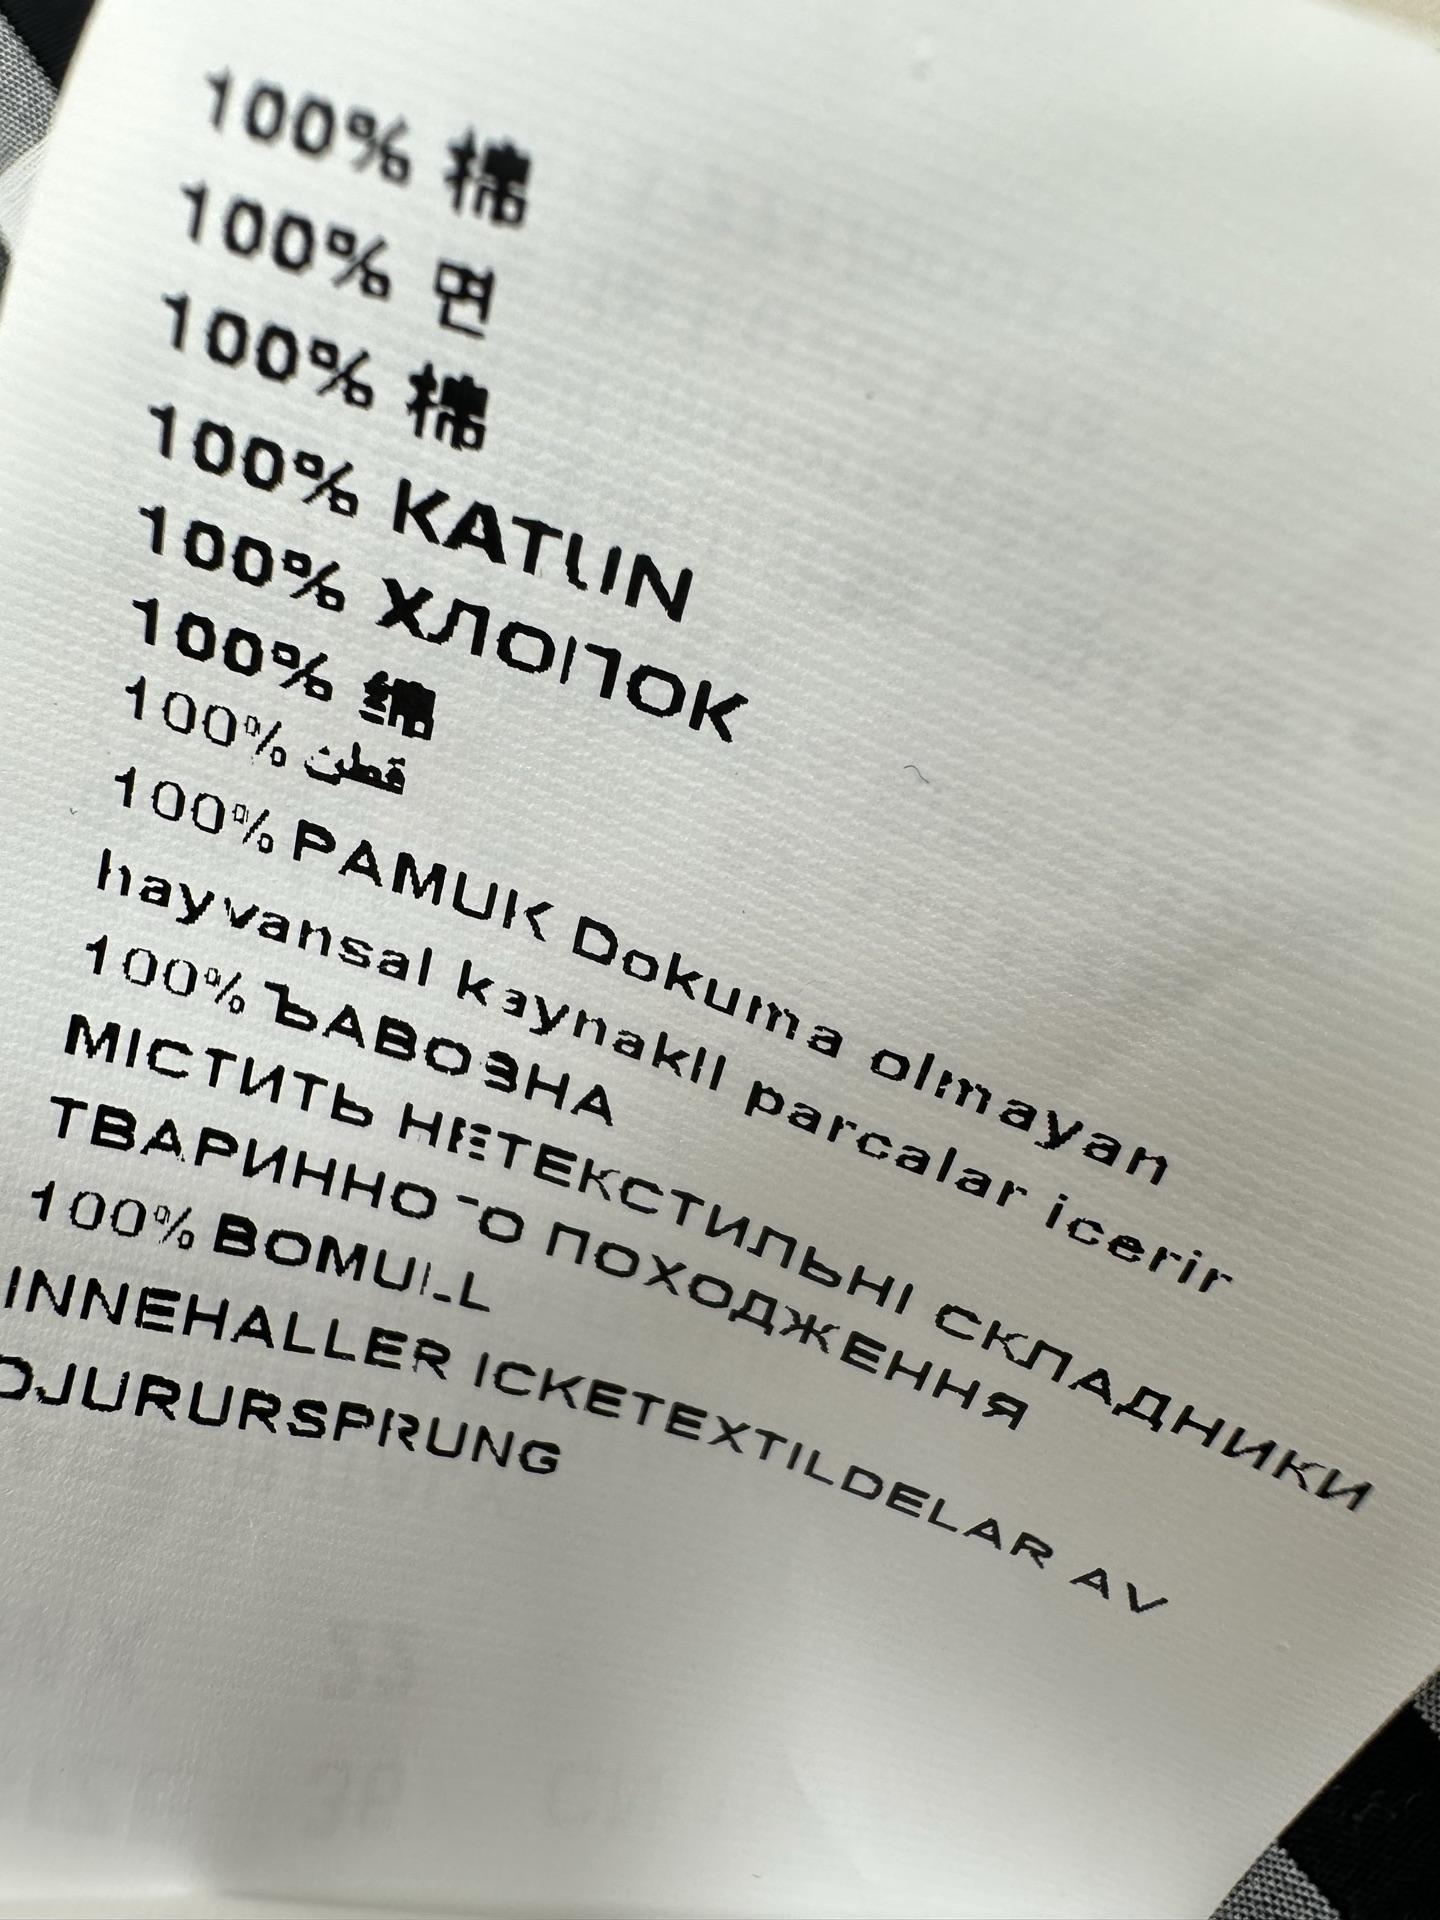 100% 棉
100% 면
100% 棉
100% KATUN
100% ХЛОПОК
100% 綿
100% قطن
100% PAMUK Dokuma olmayan
hayvansal kaynakli parcalar icerir
100% БАВОЗНА
МІСТИТЬ НЕТЕКСТИЛЬНІ СКЛАДНИКИ
ТВАРИННОГО ПОХОДЖЕННЯ
100% BOMULL
INNEHALLER ICKETEXTILDELAR AV
DJURURSPRUNG